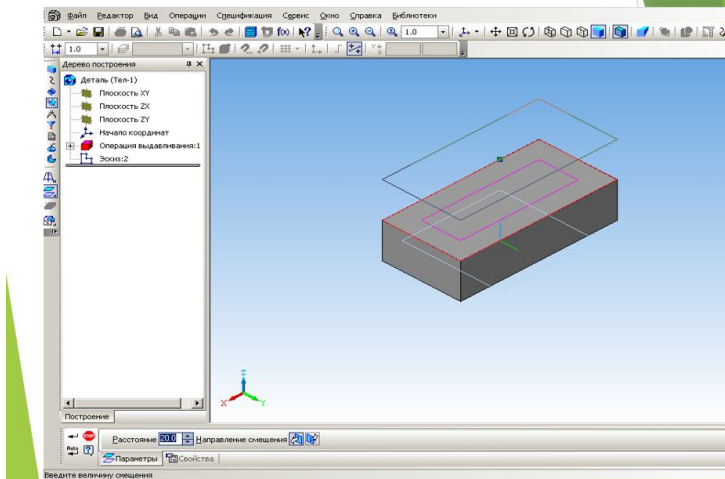 Файл Редактор Вид Операции Спецификация Сервис Окно Справка Библиотеки
f(x) 1.0
1.0
Дерево построения
Деталь (Тел-1)
Плоскость XY
Плоскость ZX
Плоскость ZY
Начало координат
Операция выдавливания:1
Эскиз:2
Z
X Y
Построение
STOP Расстояние 20.0 Направление смещения
Auto Параметры Свойства
Введите величину смещения